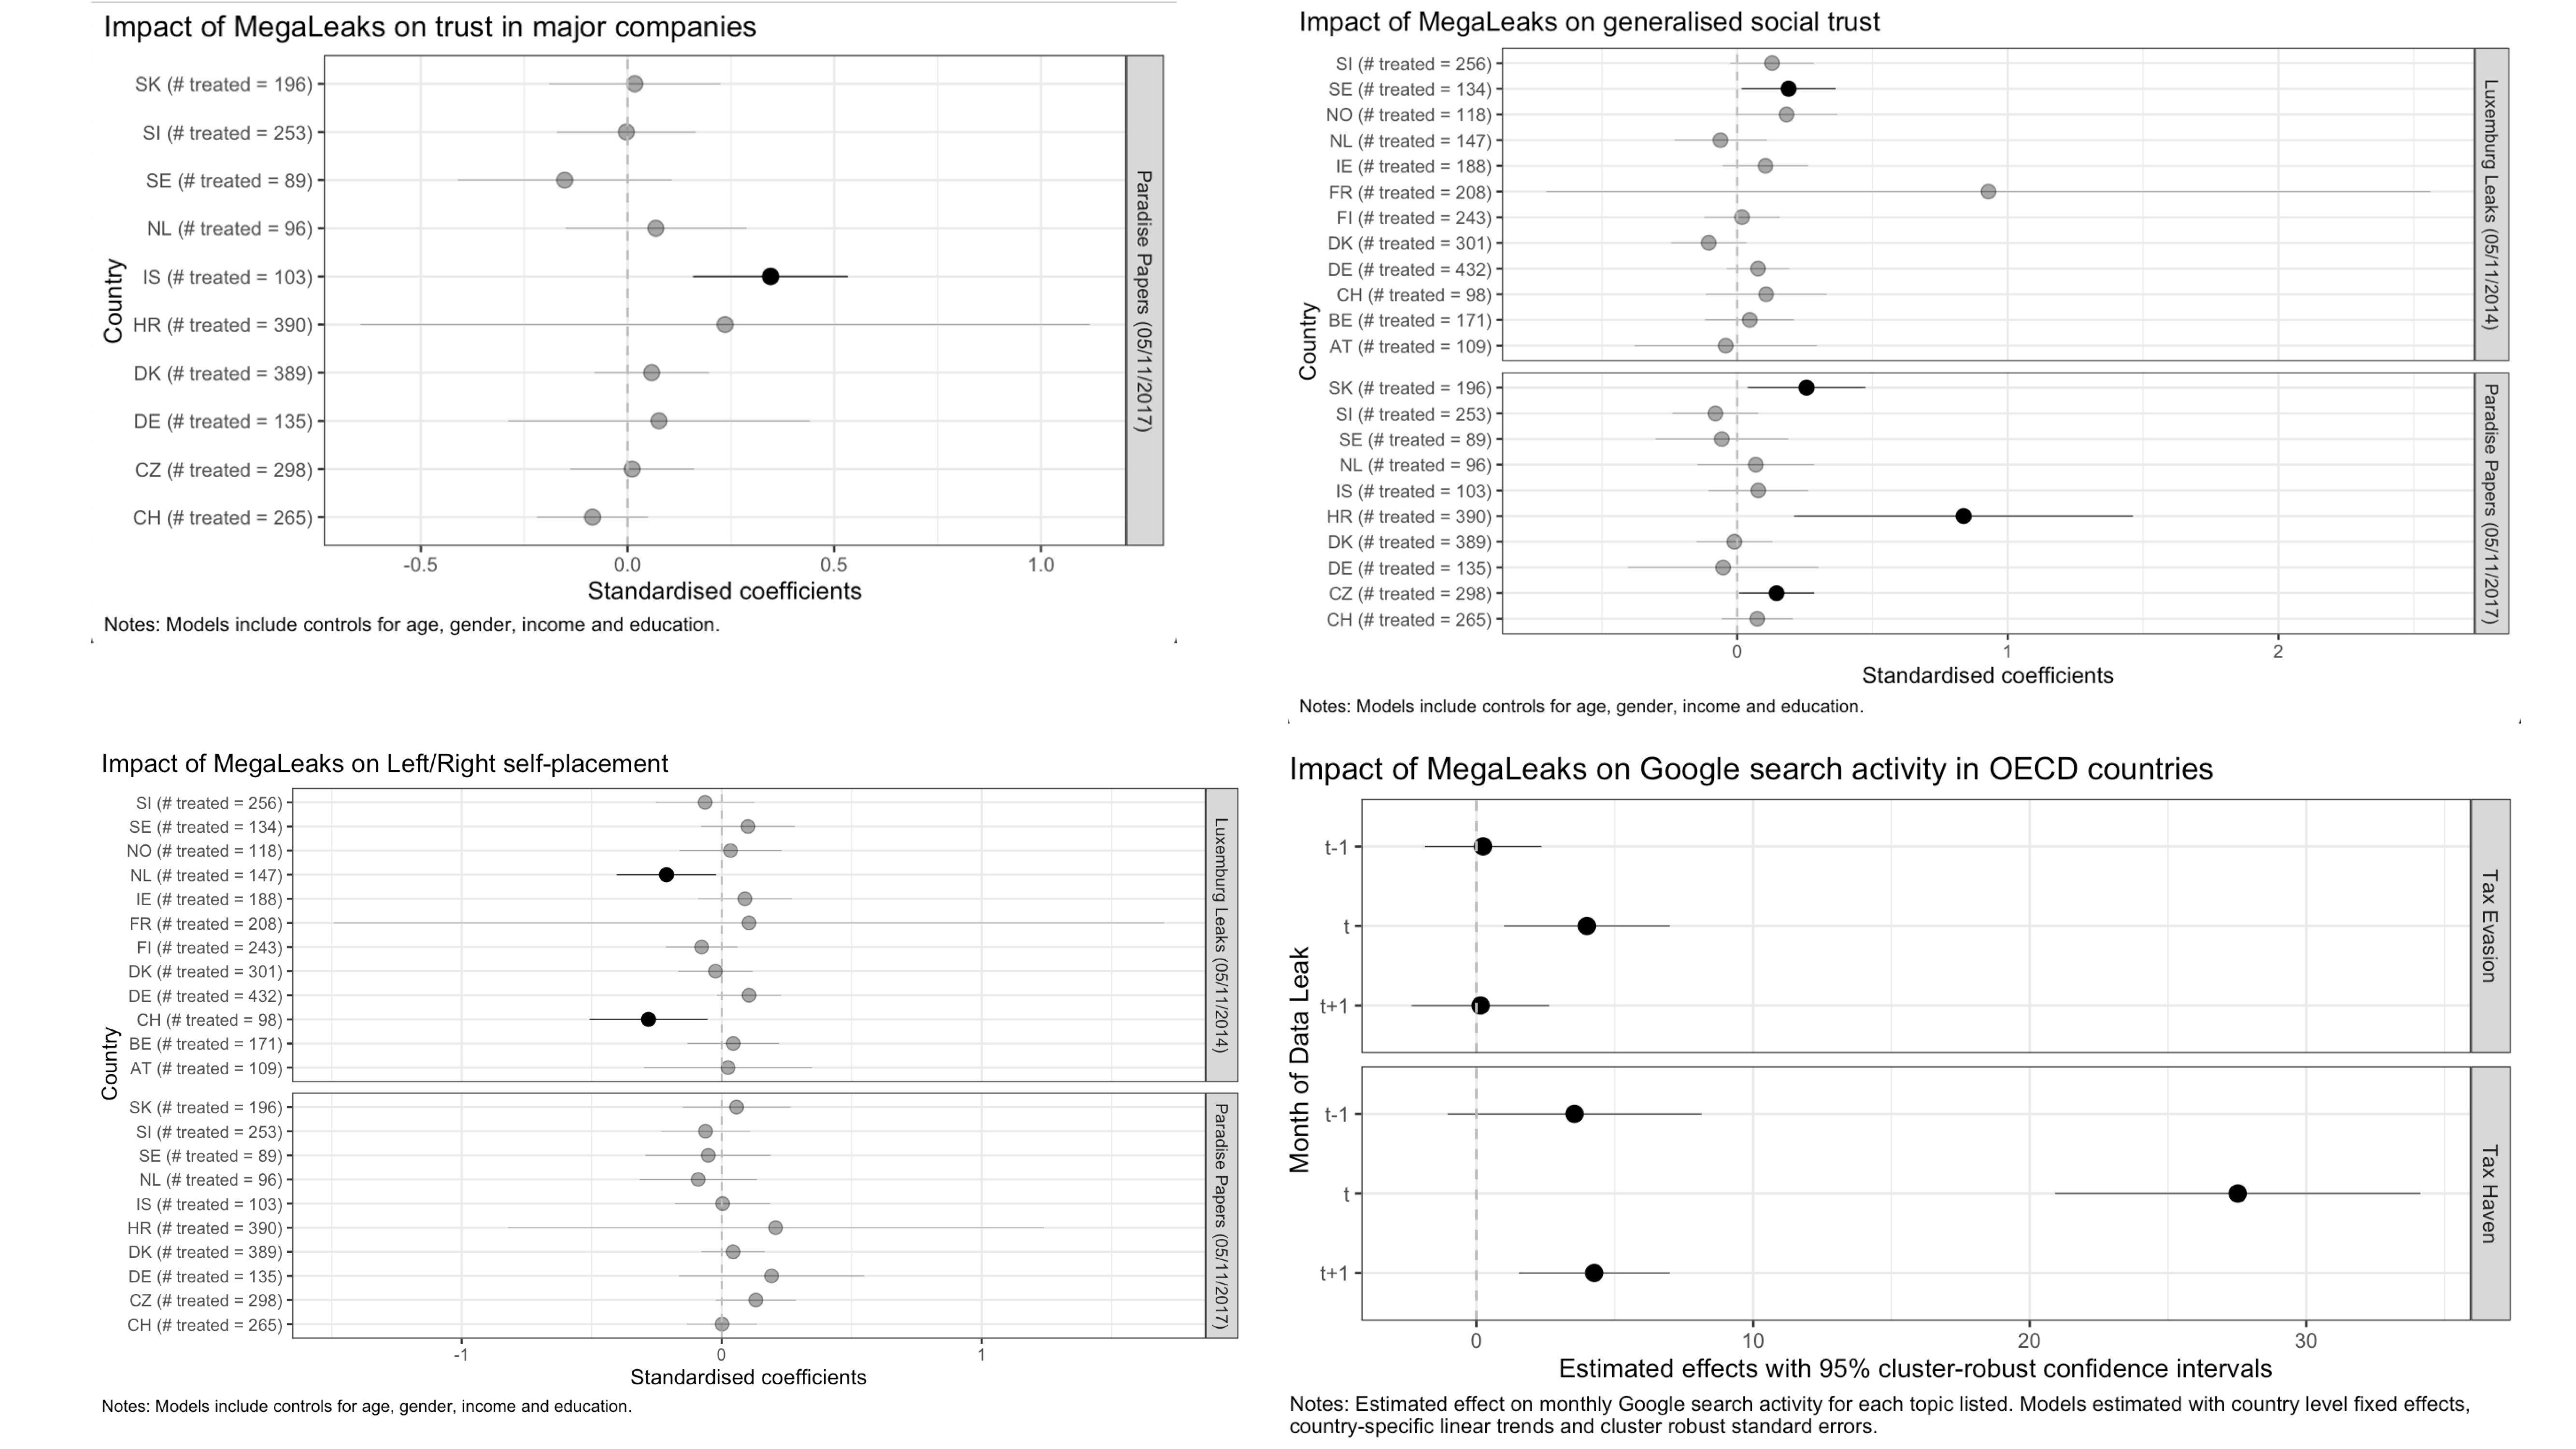 Impact of MegaLeaks on trust in major companies
Country
SK (# treated = 196)
SI (# treated = 253)
SE (# treated = 89)
NL (# treated = 96)
IS (# treated = 103)
HR (# treated = 390)
DK (# treated = 389)
DE (# treated = 135)
CZ (# treated = 298)
CH (# treated = 265)
Paradise Papers (05/11/2017)
-0.5 0.0 0.5 1.0
Standardised coefficients
Notes: Models include controls for age, gender, income and education.
Impact of MegaLeaks on generalised social trust
Country
SI (# treated = 256)
SE (# treated = 134)
NO (# treated = 118)
NL (# treated = 147)
IE (# treated = 188)
FR (# treated = 208)
FI (# treated = 243)
DK (# treated = 301)
DE (# treated = 432)
CH (# treated = 98)
BE (# treated = 171)
AT (# treated = 109)
Luxemburg Leaks (05/11/2014)
SK (# treated = 196)
SI (# treated = 253)
SE (# treated = 89)
NL (# treated = 96)
IS (# treated = 103)
HR (# treated = 390)
DK (# treated = 389)
DE (# treated = 135)
CZ (# treated = 298)
CH (# treated = 265)
Paradise Papers (05/11/2017)
0 1 2
Standardised coefficients
Notes: Models include controls for age, gender, income and education.
Impact of MegaLeaks on Left/Right self-placement
Country
SI (# treated = 256)
SE (# treated = 134)
NO (# treated = 118)
NL (# treated = 147)
IE (# treated = 188)
FR (# treated = 208)
FI (# treated = 243)
DK (# treated = 301)
DE (# treated = 432)
CH (# treated = 98)
BE (# treated = 171)
AT (# treated = 109)
Luxemburg Leaks (05/11/2014)
SK (# treated = 196)
SI (# treated = 253)
SE (# treated = 89)
NL (# treated = 96)
IS (# treated = 103)
HR (# treated = 390)
DK (# treated = 389)
DE (# treated = 135)
CZ (# treated = 298)
CH (# treated = 265)
Paradise Papers (05/11/2017)
-1 0 1
Standardised coefficients
Notes: Models include controls for age, gender, income and education.
Impact of MegaLeaks on Google search activity in OECD countries
Month of Data Leak
t-1
t
t+1
Tax Evasion
t-1
t
t+1
Tax Haven
0 10 20 30
Estimated effects with 95% cluster-robust confidence intervals
Notes: Estimated effect on monthly Google search activity for each topic listed. Models estimated with country level fixed effects,
country-specific linear trends and cluster robust standard errors.